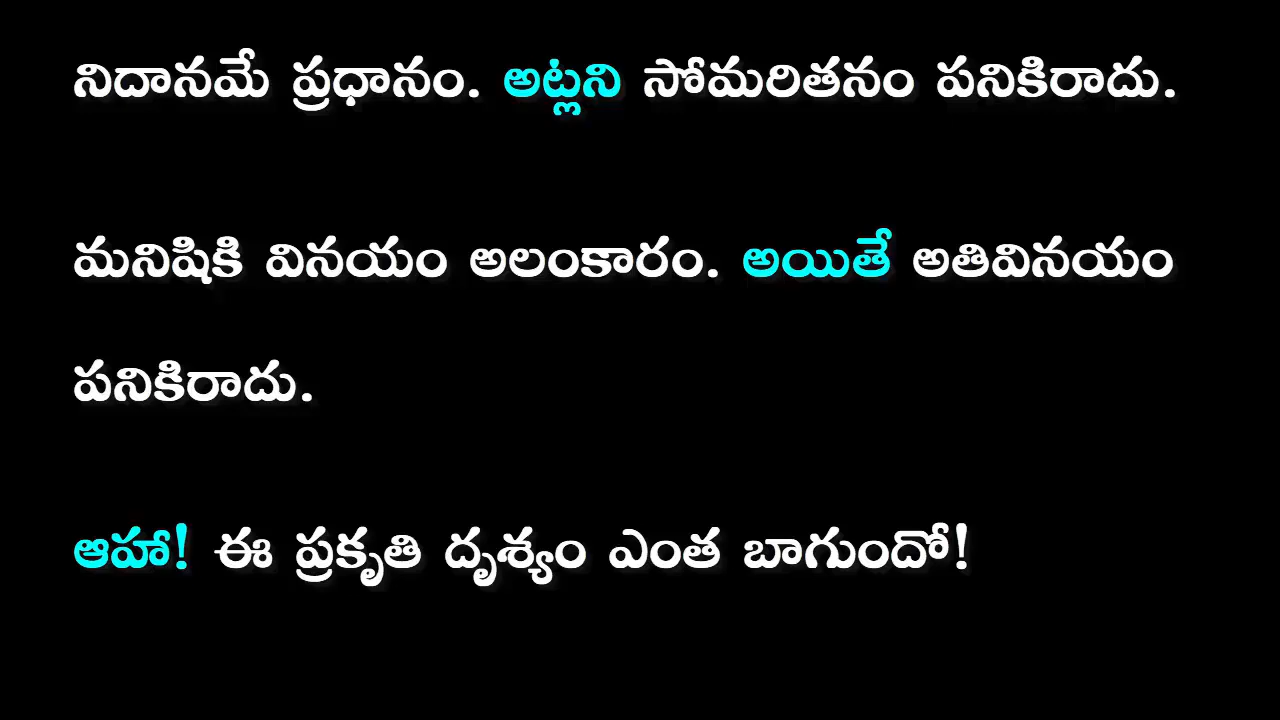 నిదానమే ప్రధానం. అట్లని సోమరితనం పనికిరాదు.
మనిషికి వినయం అలంకారం. అయితే అతివినయం
పనికిరాదు.
ఆహా! ఈ ప్రకృతి దృశ్యం ఎంత బాగుందో!